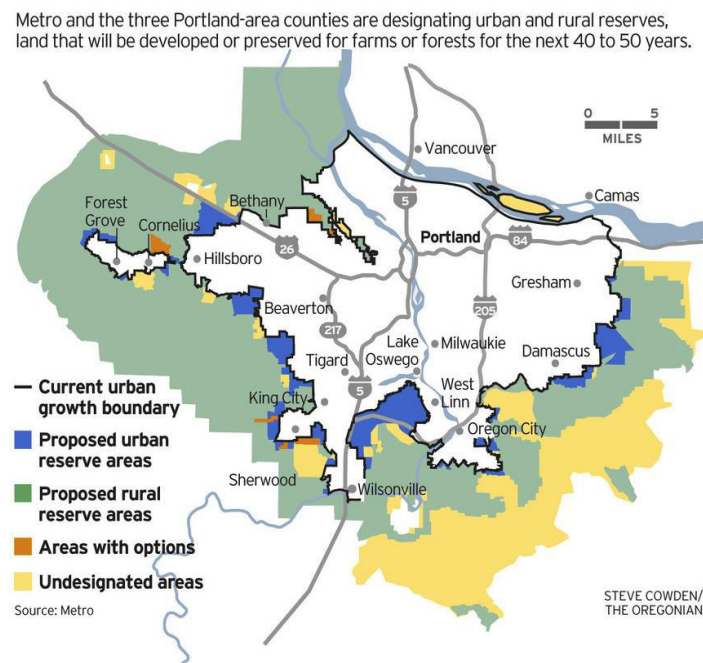 Metro and the three Portland-area counties are designating urban and rural reserves,
land that will be developed or preserved for farms or forests for the next 40 to 50 years.
0 5
MILES
Vancouver
Camas
Forest
Grove
Cornelius
Bethany
5
26
Portland
84
Hillsboro
Gresham
Beaverton
217
205
Lake
Oswego
Milwaukie
Tigard
Damascus
5
West
Linn
King City
Oregon City
Sherwood
Wilsonville
Current urban
growth boundary
Proposed urban
reserve areas
Proposed rural
reserve areas
Areas with options
Undesignated areas
Source: Metro
STEVE COWDEN/
THE OREGONIAN